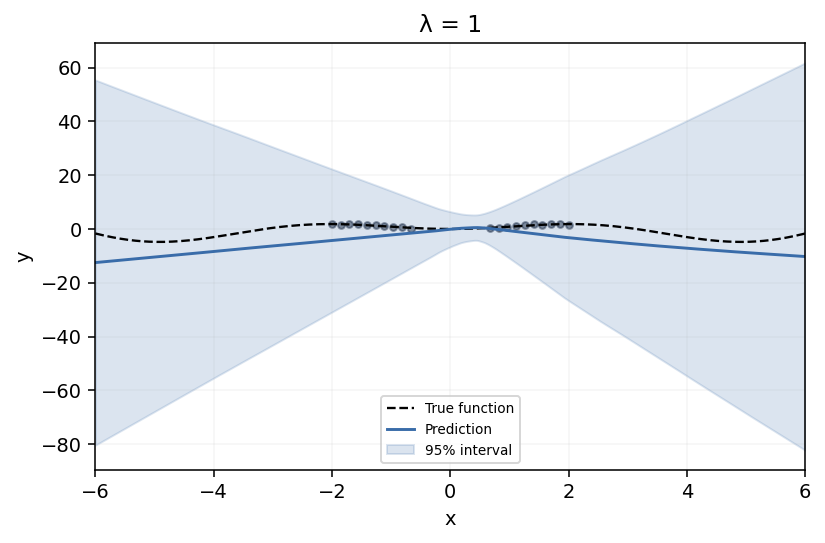 λ = 1
60
40
20
0
−20
−40
−60
−80
y
True function
Prediction
95% interval
−6 −4 −2 0 2 4 6
x